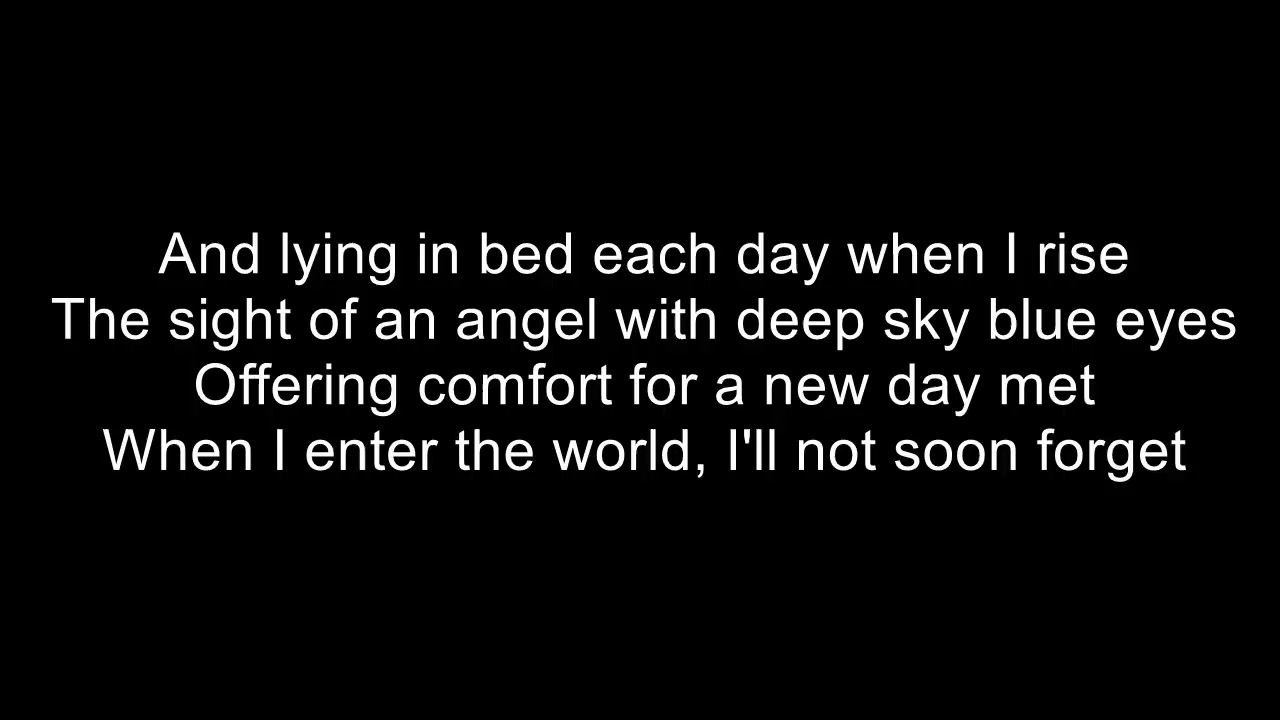 And lying in bed each day when I rise
The sight of an angel with deep sky blue eyes
Offering comfort for a new day met
When I enter the world, I'll not soon forget